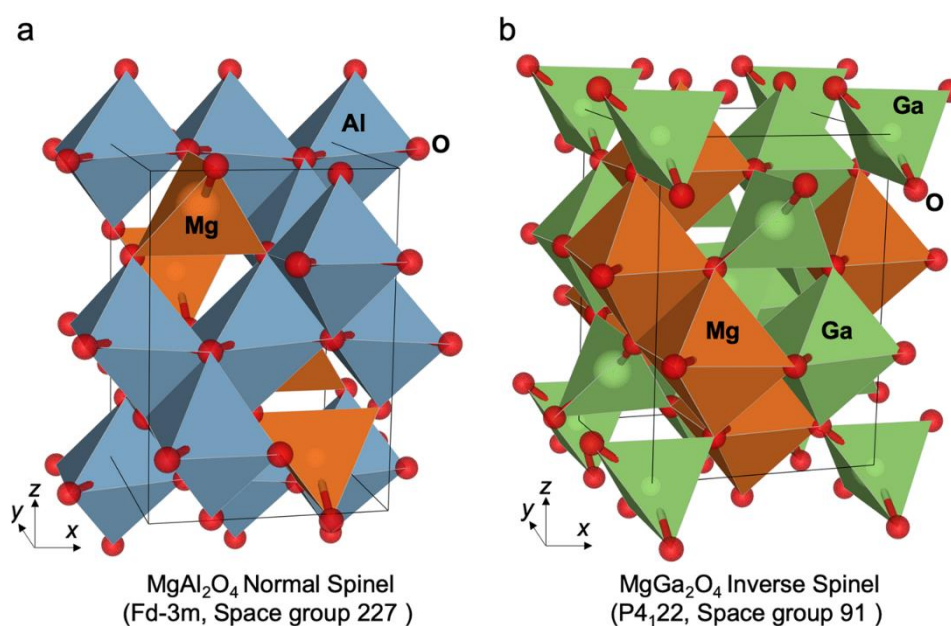 a
Al
O
Mg
z
y
x
MgAl₂O₄ Normal Spinel
(Fd-3m, Space group 227 )
b
Ga
O
Mg
Ga
z
y
x
MgGa₂O₄ Inverse Spinel
(P4₁22, Space group 91 )